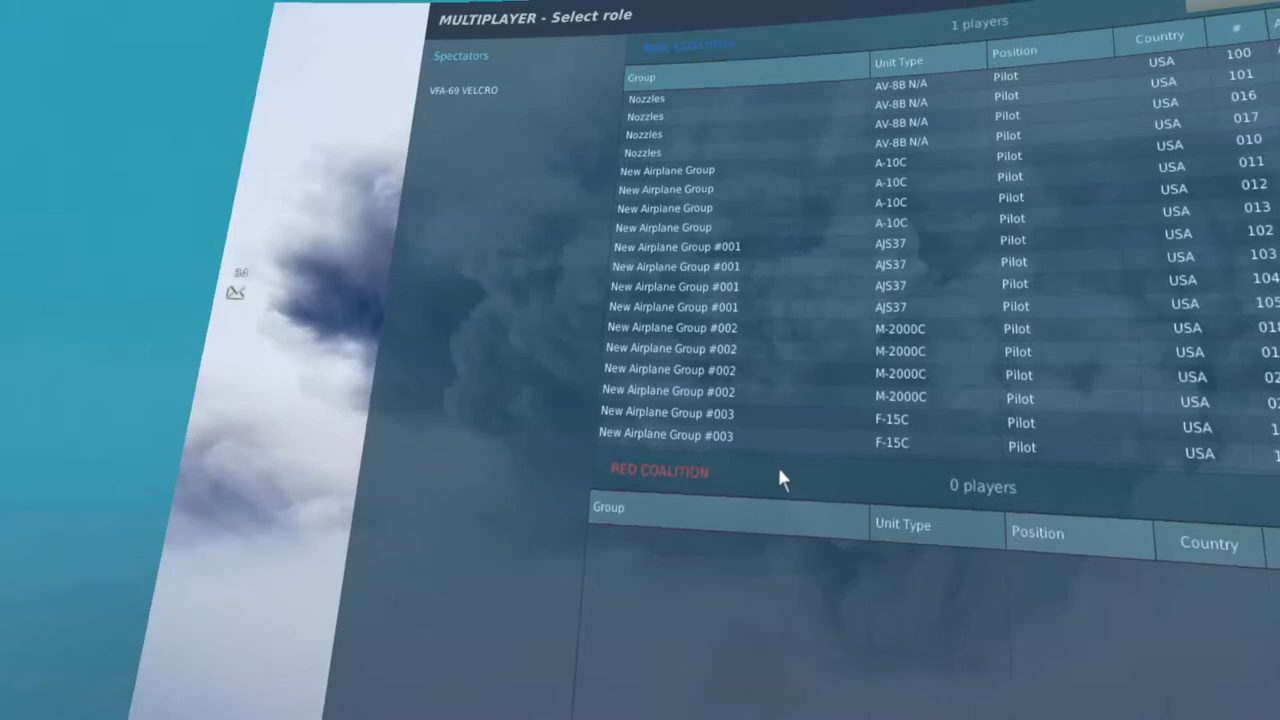 MULTIPLAYER - Select role
Spectators
VFA-69 VELCRO
34
BLUE COALITION 1 players
Group Unit Type Position Country #
Nozzles AV-8B N/A Pilot USA 100
Nozzles AV-8B N/A Pilot USA 101
Nozzles AV-8B N/A Pilot USA 016
Nozzles AV-8B N/A Pilot USA 017
New Airplane Group A-10C Pilot USA 010
New Airplane Group A-10C Pilot USA 011
New Airplane Group A-10C Pilot USA 012
New Airplane Group A-10C Pilot USA 013
New Airplane Group #001 AJS37 Pilot USA 102
New Airplane Group #001 AJS37 Pilot USA 103
New Airplane Group #001 AJS37 Pilot USA 104
New Airplane Group #001 AJS37 Pilot USA 105
New Airplane Group #002 M-2000C Pilot USA
New Airplane Group #002 M-2000C Pilot USA
New Airplane Group #002 M-2000C Pilot USA
New Airplane Group #002 M-2000C Pilot USA
New Airplane Group #003 F-15C Pilot USA
New Airplane Group #003 F-15C Pilot USA
RED COALITION 0 players
Group Unit Type Position Country